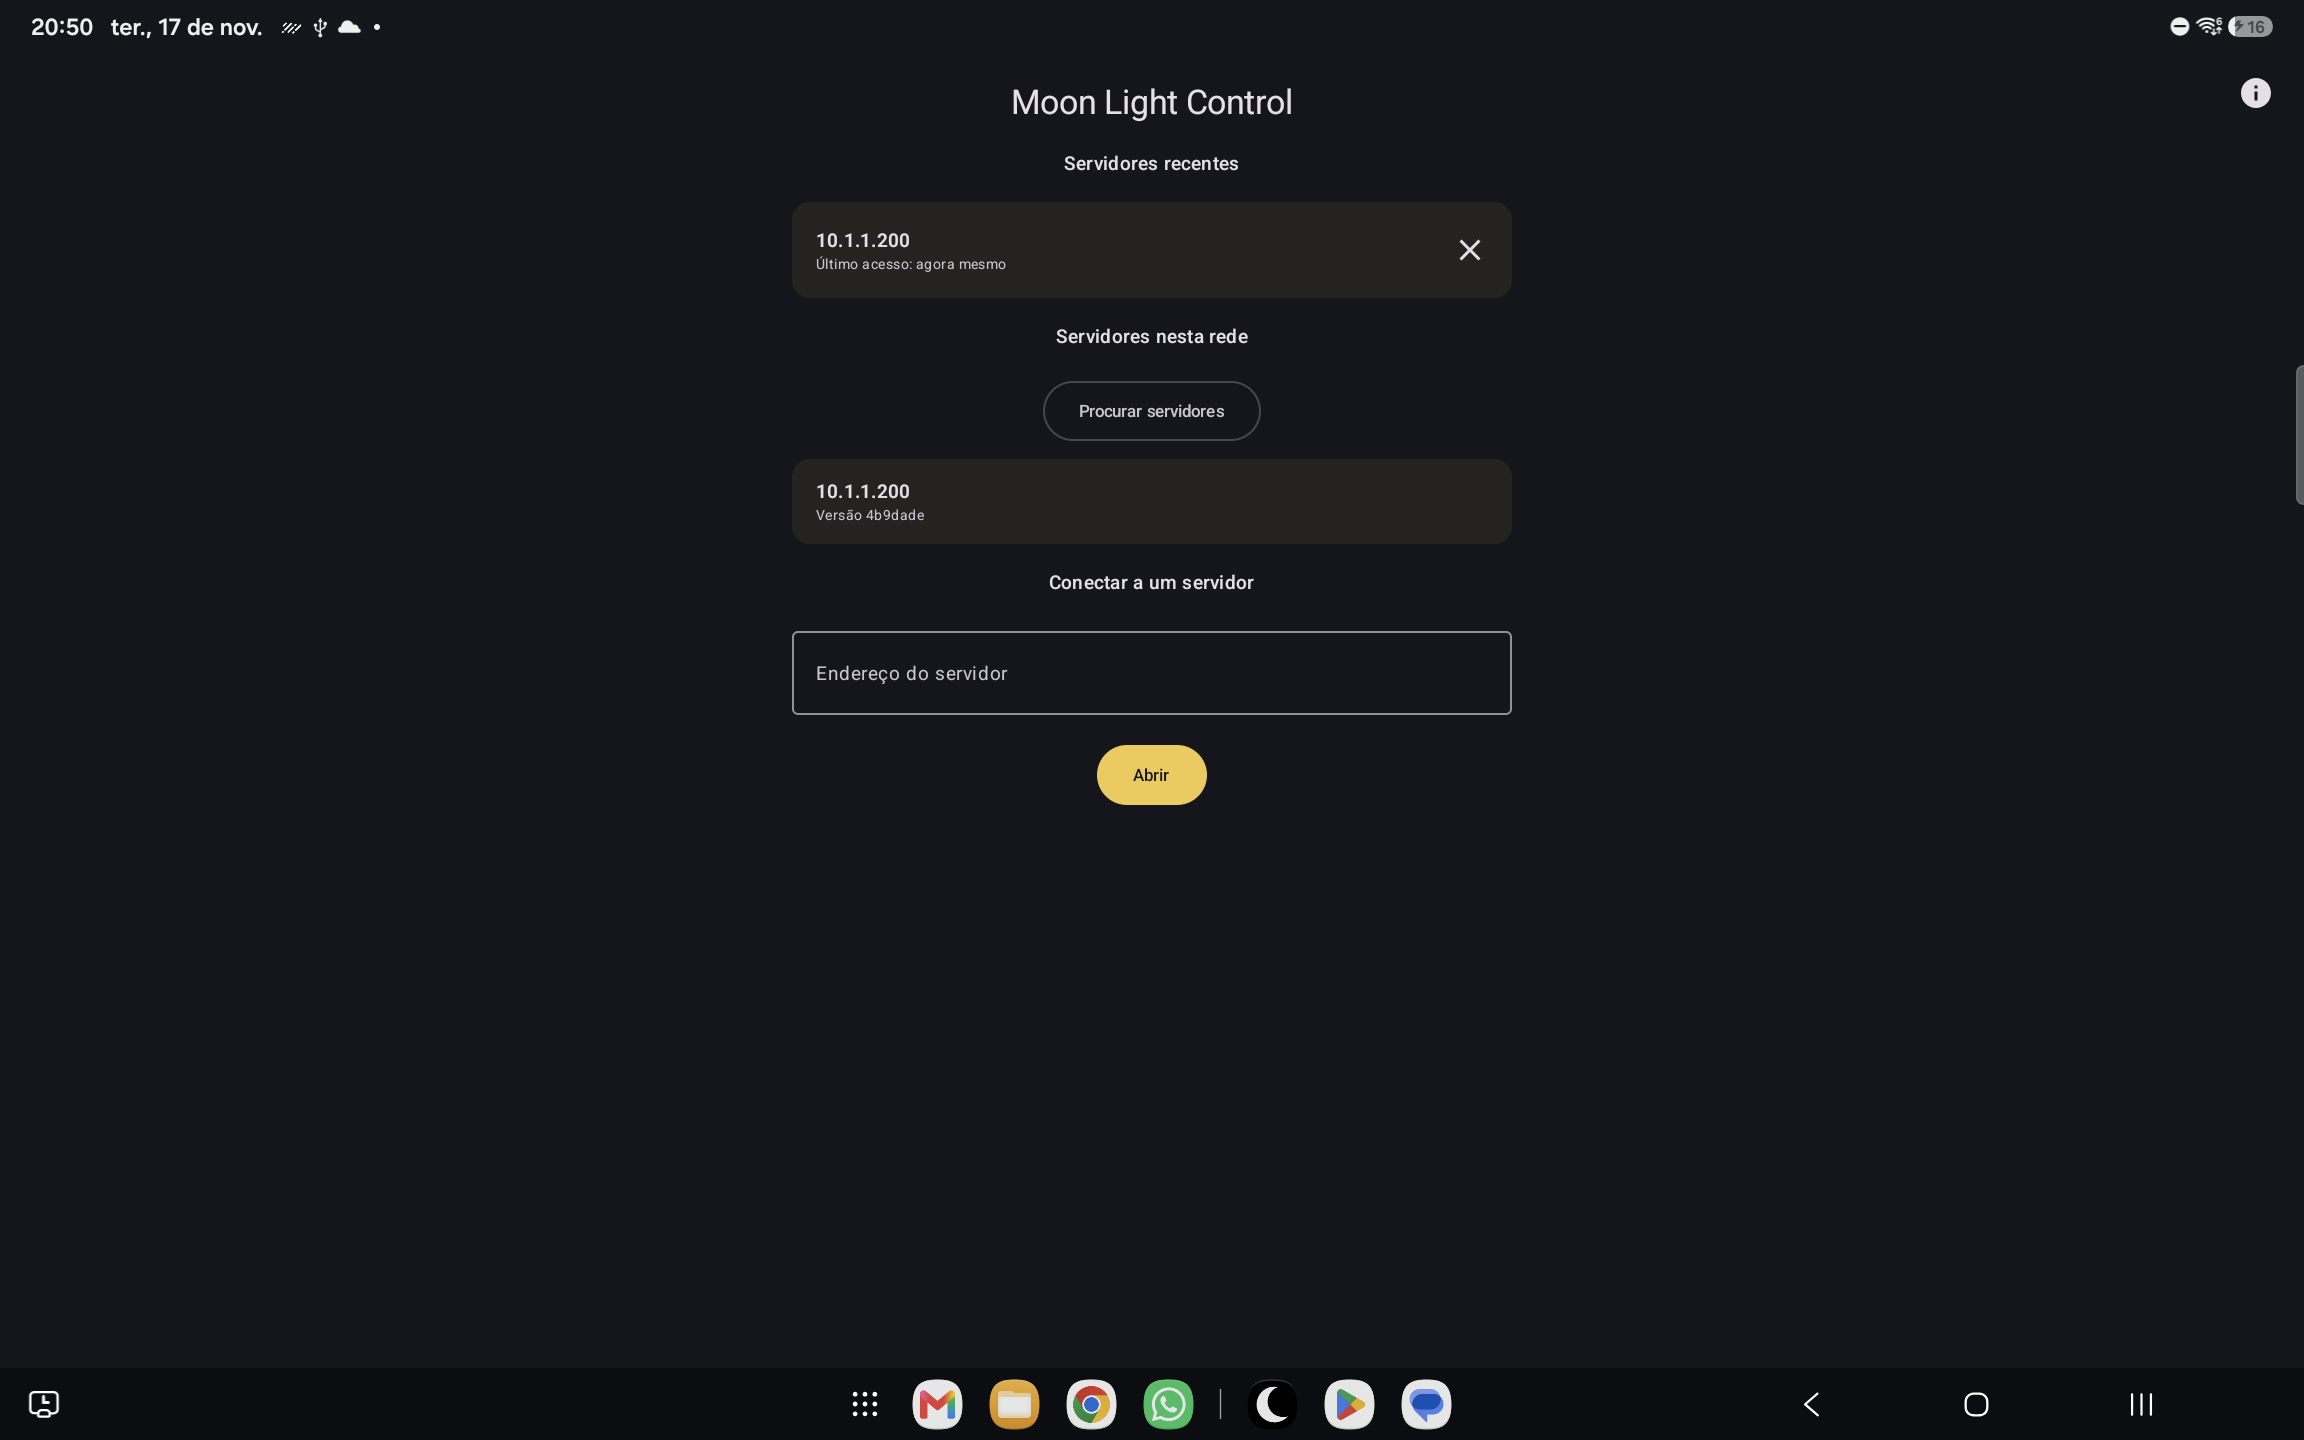 20:50 ter., 17 de nov.
16
Moon Light Control
Servidores recentes
10.1.1.200
Último acesso: agora mesmo
Servidores nesta rede
Procurar servidores
10.1.1.200
Versão 4b9dade
Conectar a um servidor
Endereço do servidor
Abrir